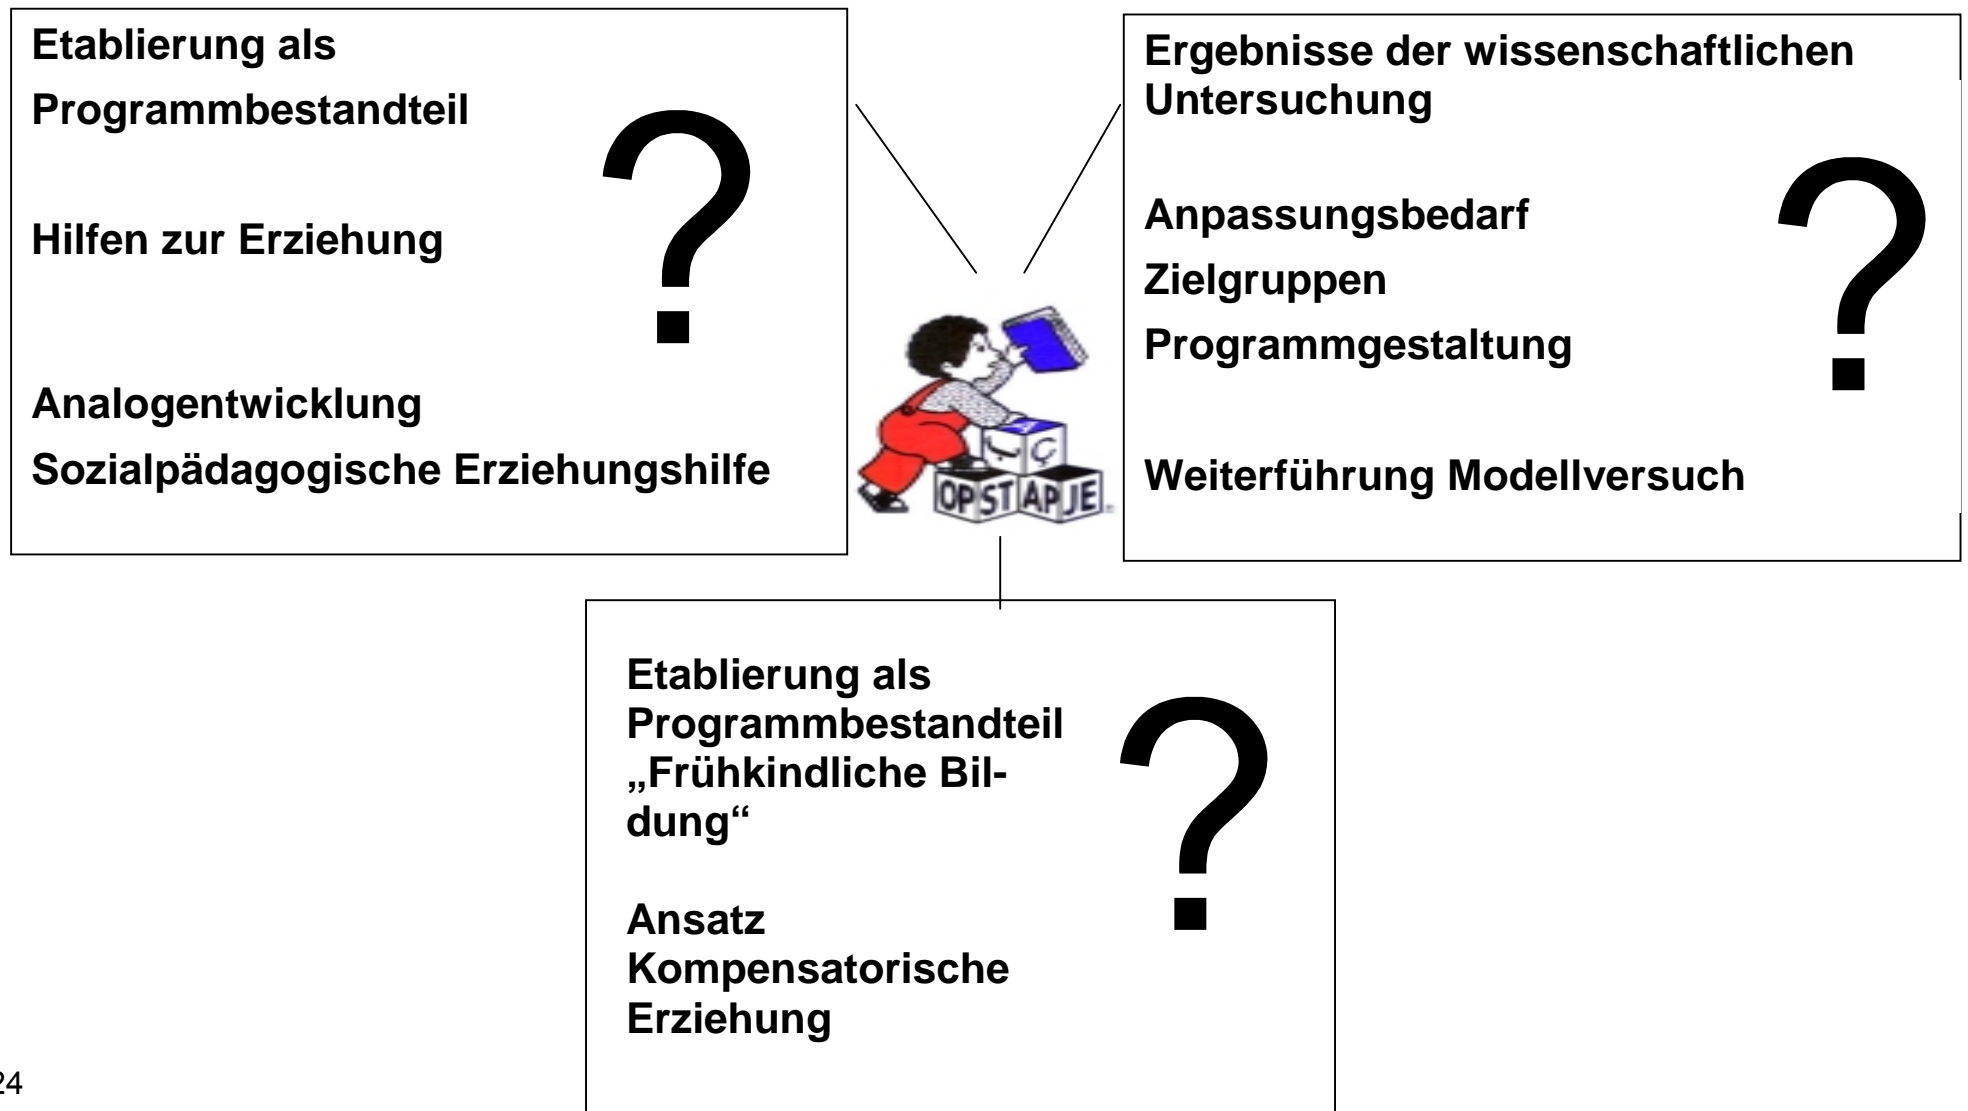 Etablierung als
Programmbestandteil
?
Hilfen zur Erziehung
Analogentwicklung
Sozialpädagogische Erziehungshilfe
Ergebnisse der wissenschaftlichen
Untersuchung
?
Anpassungsbedarf
Zielgruppen
Programmgestaltung
Weiterführung Modellversuch
OPSTAPJE
Etablierung als
Programmbestandteil
„Frühkindliche Bil-
dung“
?
Ansatz
Kompensatorische
Erziehung
24